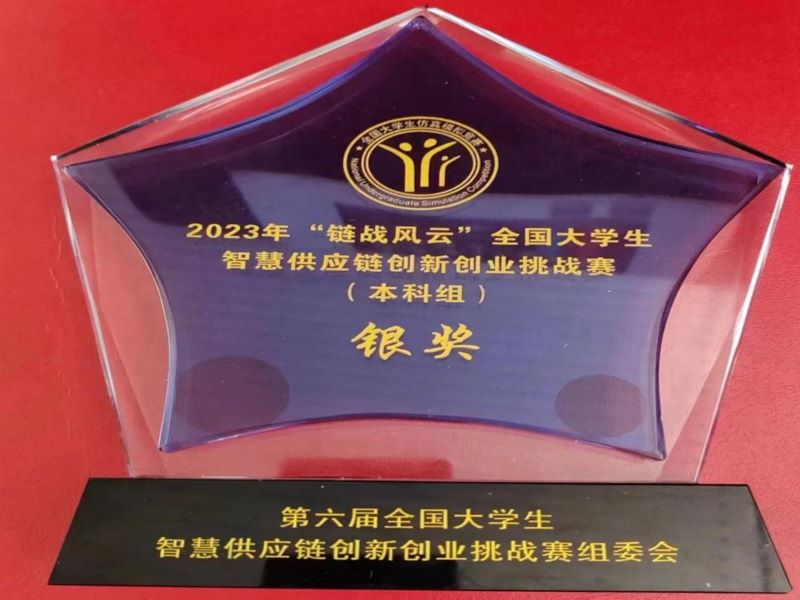 全国大学生仿真模拟竞赛
National Undergraduate Simulation Competition
2023年“链战风云”全国大学生
智慧供应链创新创业挑战赛
（本科组）
银奖
第六届全国大学生
智慧供应链创新创业挑战赛组委会